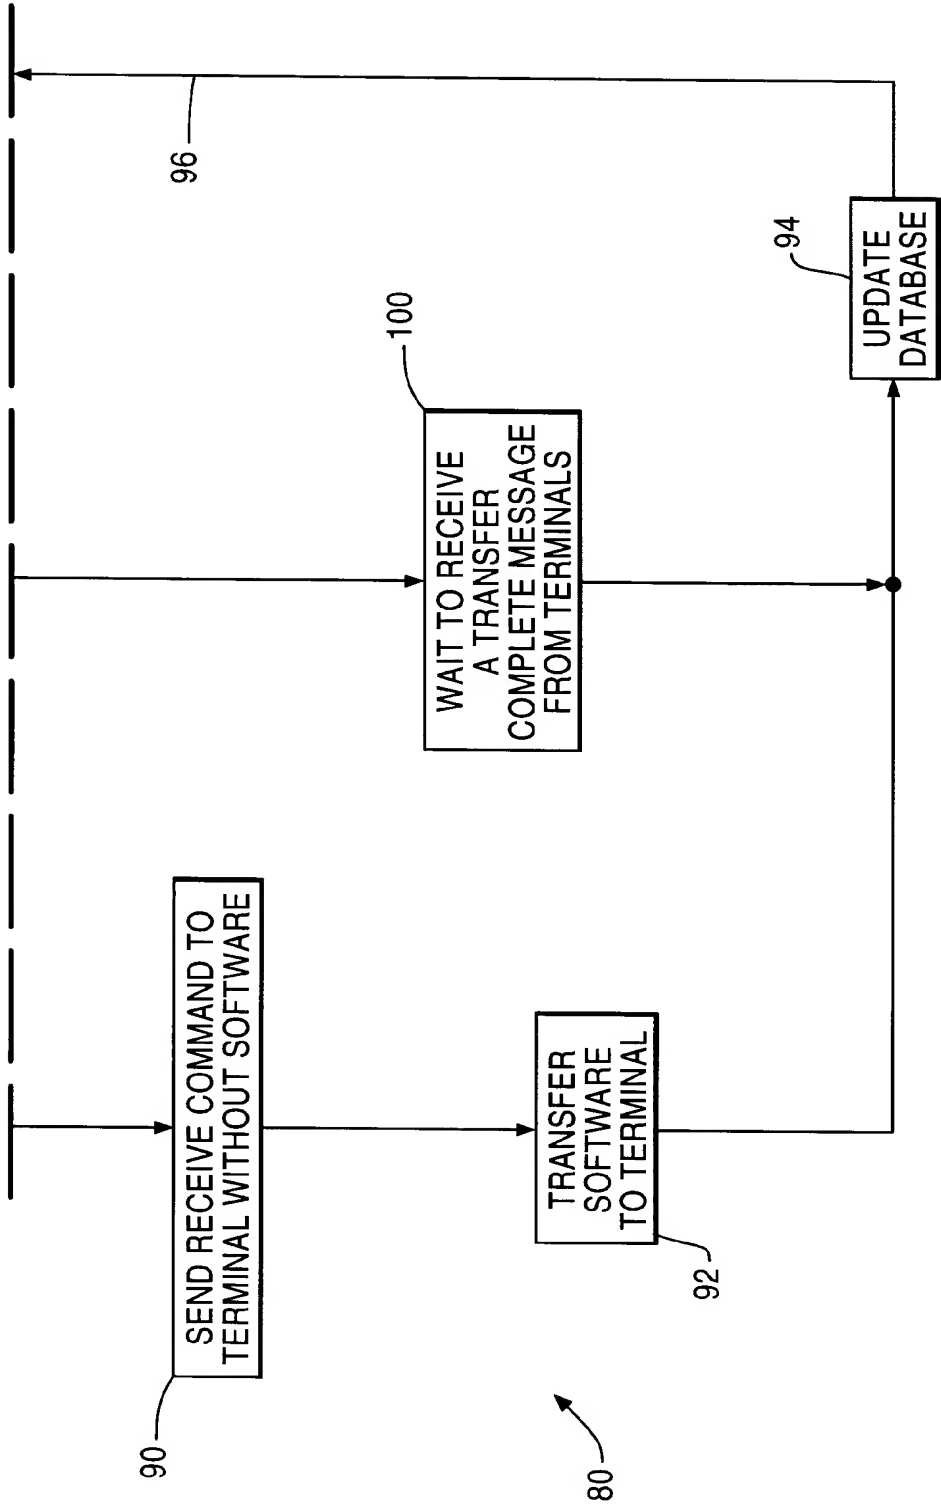 90
SEND RECEIVE COMMAND TO
TERMINAL WITHOUT SOFTWARE
80
TRANSFER
SOFTWARE
TO TERMINAL
92
100
WAIT TO RECEIVE
A TRANSFER
COMPLETE MESSAGE
FROM TERMINALS
96
94
UPDATE
DATABASE